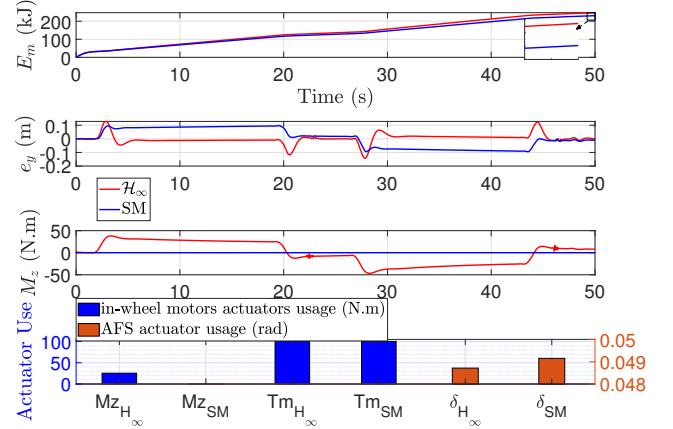 E_m (kJ)
200
100
0
0 10 20 30 40 50
Time (s)
e_y (m)
0.1
0
-0.1
-0.2
0 10 20 30 40 50
H_∞
SM
M_z (N.m)
50
0
-50
0 10 20 30 40 50
in-wheel motors actuators usage (N.m)
AFS actuator usage (rad)
Actuator Use
100
50
0
0.05
0.049
0.048
Mz_H_∞ Mz_SM Tm_H_∞ Tm_SM δ_H_∞ δ_SM